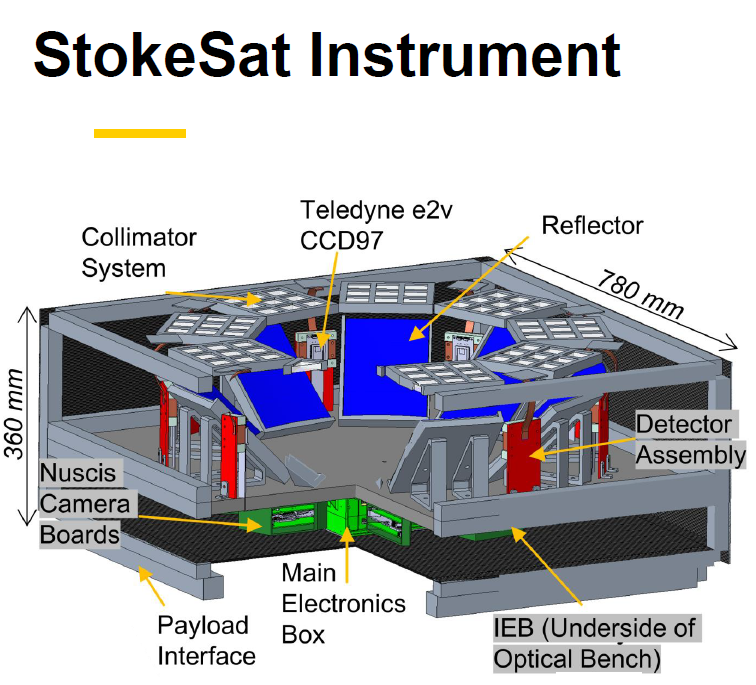 StokeSat Instrument
Teledyne e2v
CCD97
Reflector
Collimator
System
780 mm
360 mm
Detector
Assembly
Nuscis
Camera
Boards
Main
Electronics
Box
Payload
Interface
IEB (Underside of
Optical Bench)